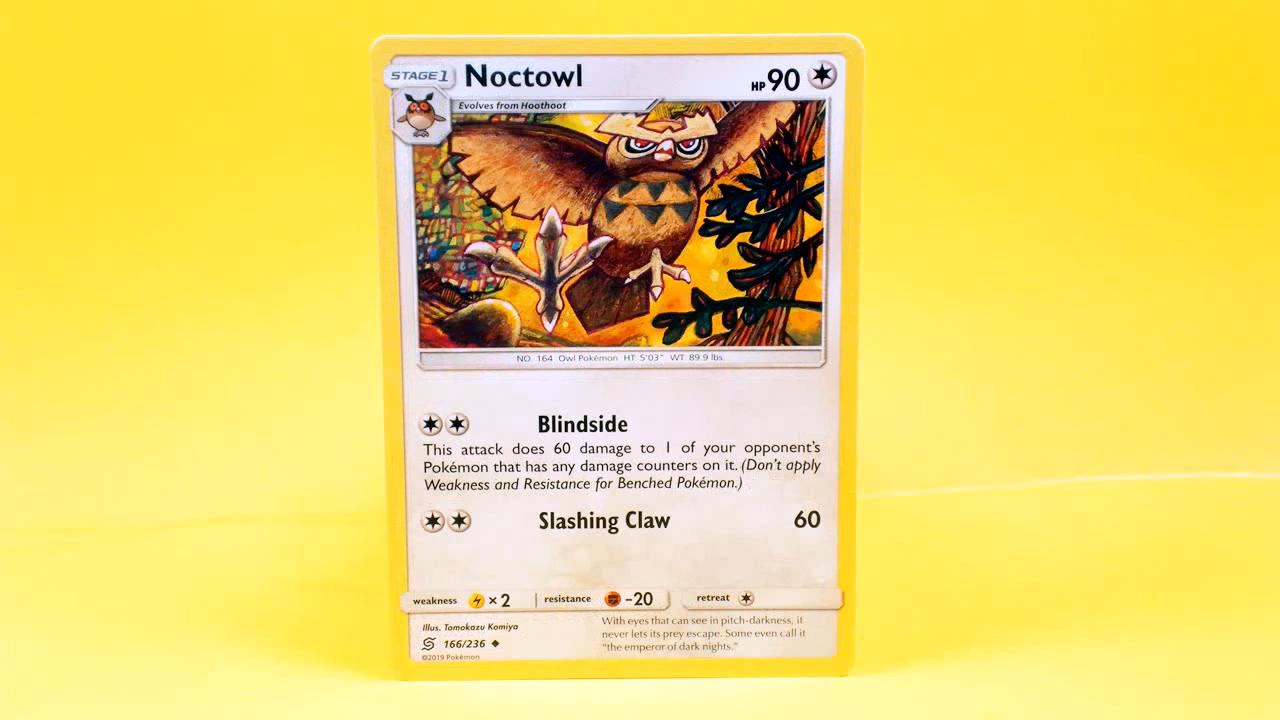 STAGE 1 Noctowl HP 90
Evolves from Hoothoot
NO. 164 Owl Pokémon HT 5'03" WT 89.9 lbs.
Blindside
This attack does 60 damage to 1 of your opponent's
Pokémon that has any damage counters on it. (Don't apply
Weakness and Resistance for Benched Pokémon.)
Slashing Claw 60
weakness × 2 resistance -20 retreat
Illus. Tomokazu Komiya
166/236
©2019 Pokémon
With eyes that can see in pitch-darkness, it
never lets its prey escape. Some even call it
"the emperor of dark nights."